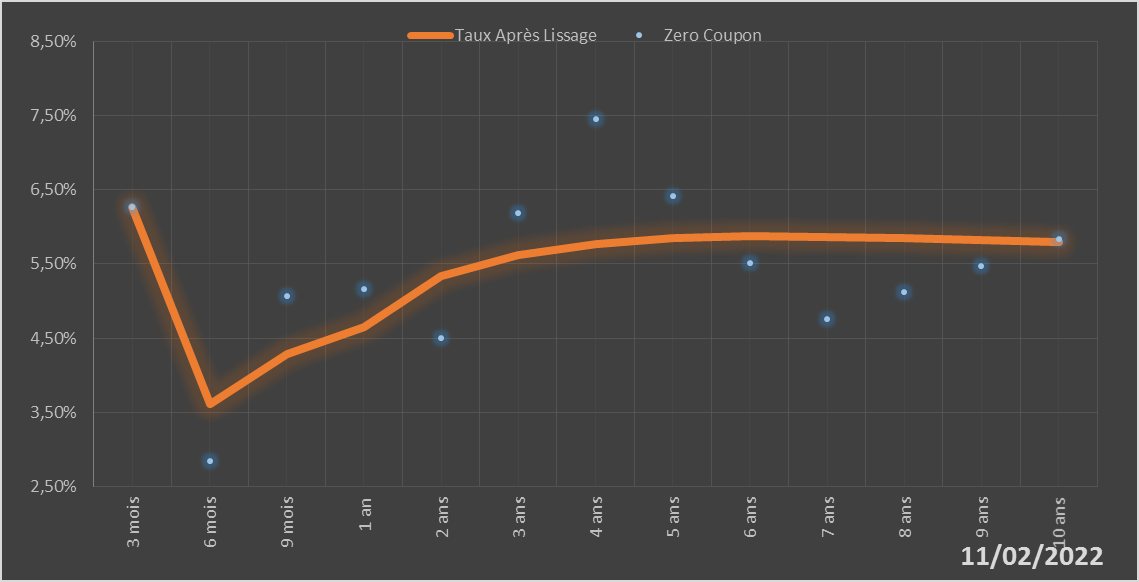 Taux Après Lissage
Zero Coupon
8,50%
7,50%
6,50%
5,50%
4,50%
3,50%
2,50%
3 mois
6 mois
9 mois
1 an
2 ans
3 ans
4 ans
5 ans
6 ans
7 ans
8 ans
9 ans
10 ans
11/02/2022